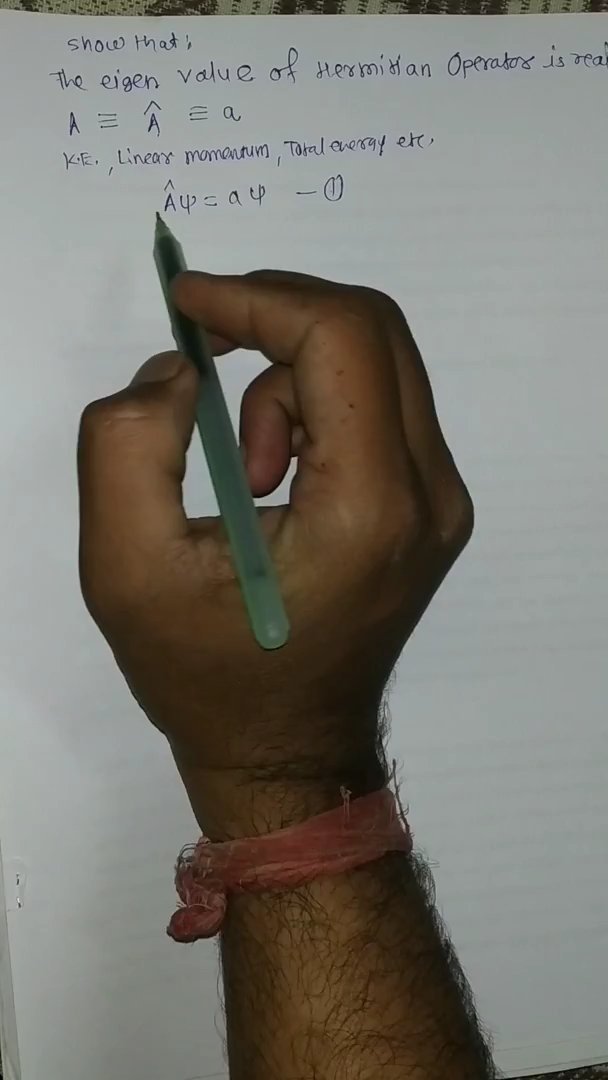 show that:
The eigen value of Hermitian Operator is real
A ≡ Â ≡ a
K.E., Linear momentum, Total energy etc.
Âψ = aψ — ①